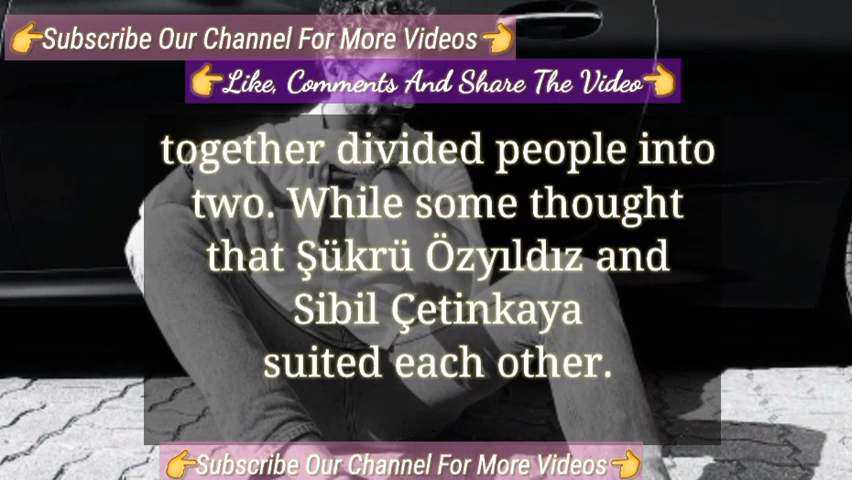 👉Subscribe Our Channel For More Videos👈
👉Like, Comments And Share The Video👈
together divided people into
two. While some thought
that Şükrü Özyıldız and
Sibil Çetinkaya
suited each other.
👉Subscribe Our Channel For More Videos👈